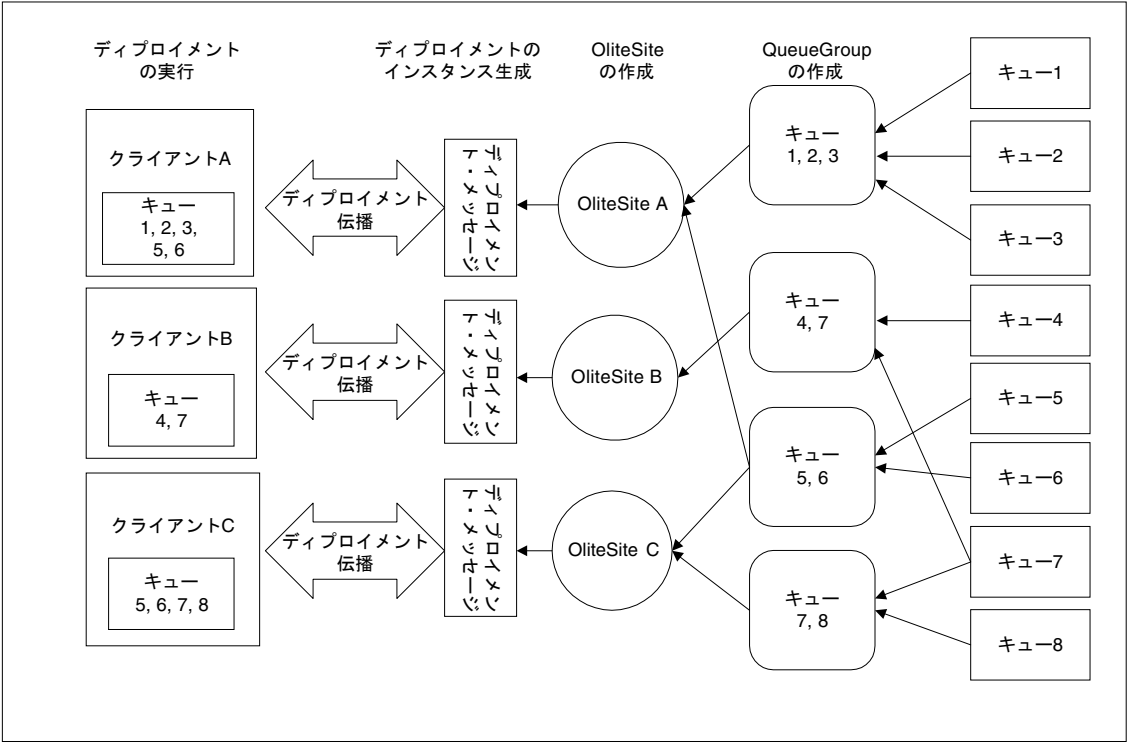 ディプロイメント
の実行
ディプロイメントの
インスタンス生成
OliteSite
の作成
QueueGroup
の作成
クライアントA
キュー
1, 2, 3,
5, 6
ディプロイメント
伝播
ディプロイメン
ト・メッセージ
OliteSite A
キュー
1, 2, 3
キュー1
キュー2
キュー3
クライアントB
キュー
4, 7
ディプロイメント
伝播
ディプロイメン
ト・メッセージ
OliteSite B
キュー
4, 7
キュー4
キュー5
クライアントC
キュー
5, 6, 7, 8
ディプロイメント
伝播
ディプロイメン
ト・メッセージ
OliteSite C
キュー
5, 6
キュー
7, 8
キュー6
キュー7
キュー8